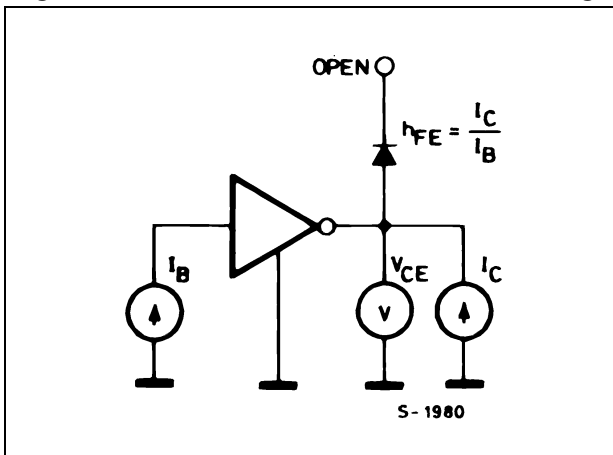 OPEN
hFE = IC
IB
IB
VCE
IC
V
S-1980